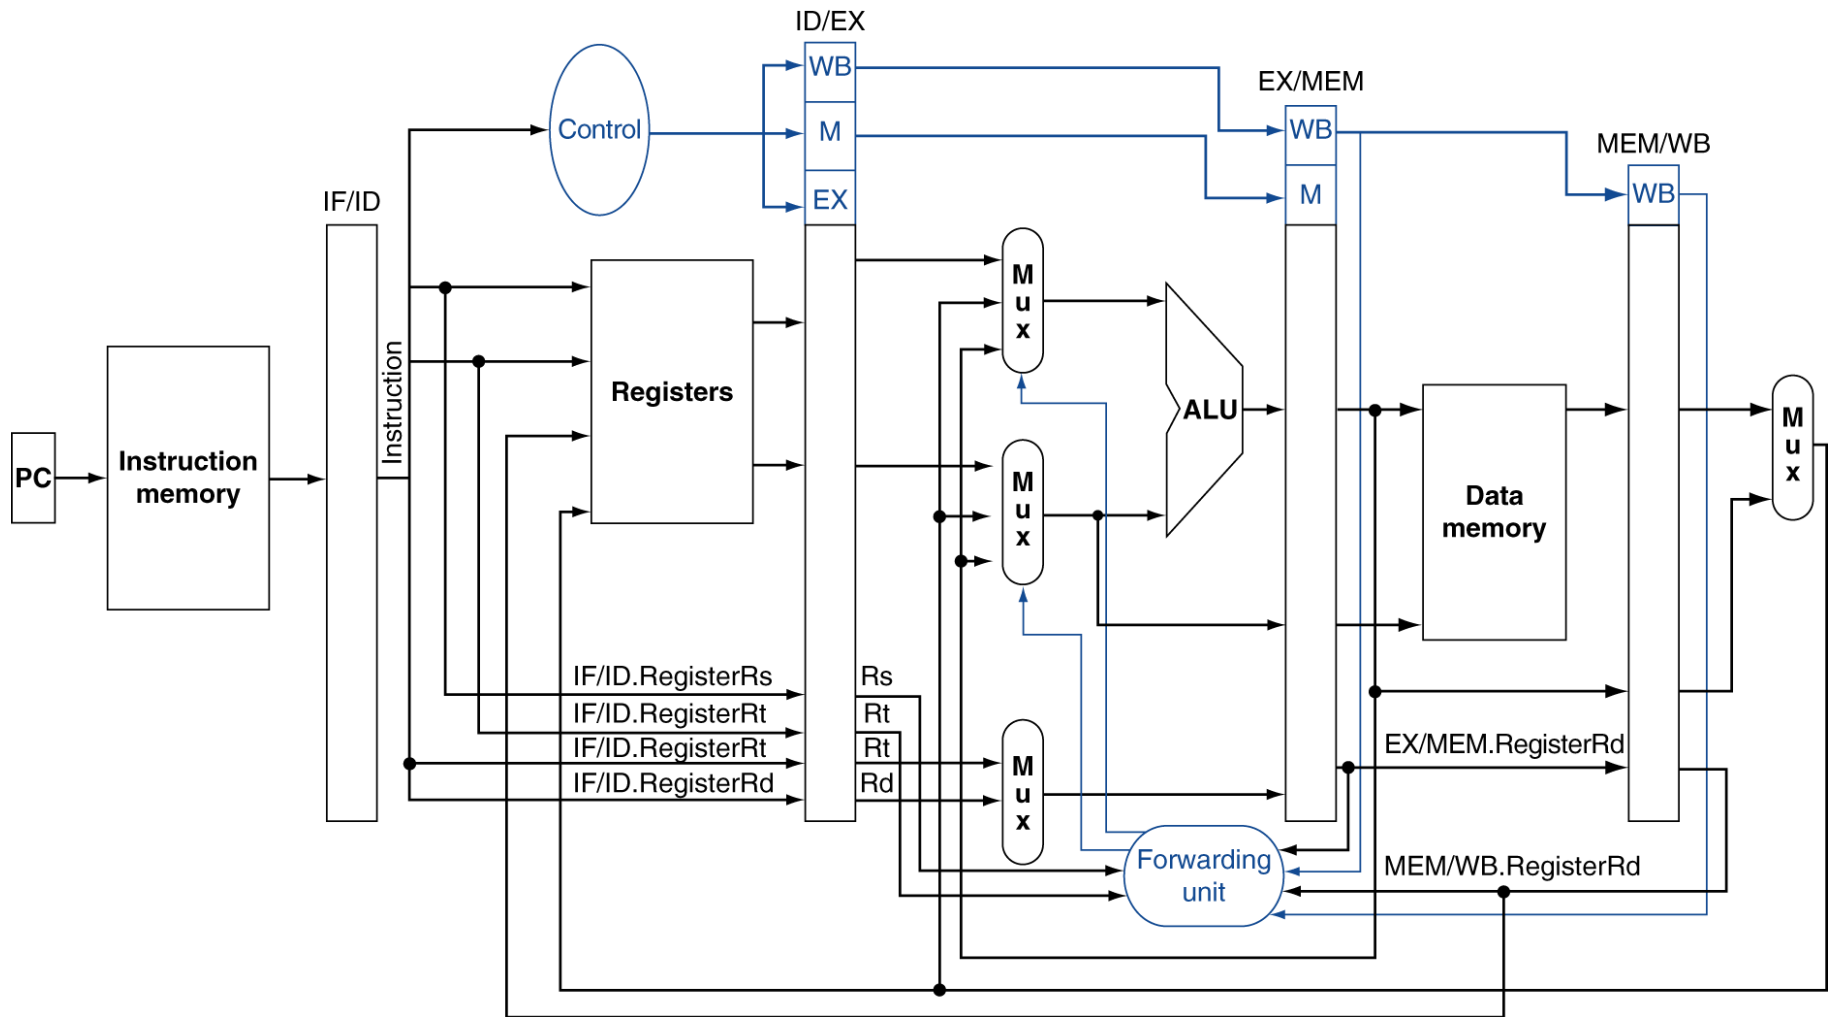 ID/EX
WB
M
EX
Control
EX/MEM
WB
M
MEM/WB
WB
IF/ID
Instruction
PC
Instruction
memory
Registers
M
u
x
M
u
x
ALU
Data
memory
M
u
x
IF/ID.RegisterRs
IF/ID.RegisterRt
IF/ID.RegisterRt
IF/ID.RegisterRd
Rs
Rt
Rt
Rd
M
u
x
EX/MEM.RegisterRd
Forwarding
unit
MEM/WB.RegisterRd